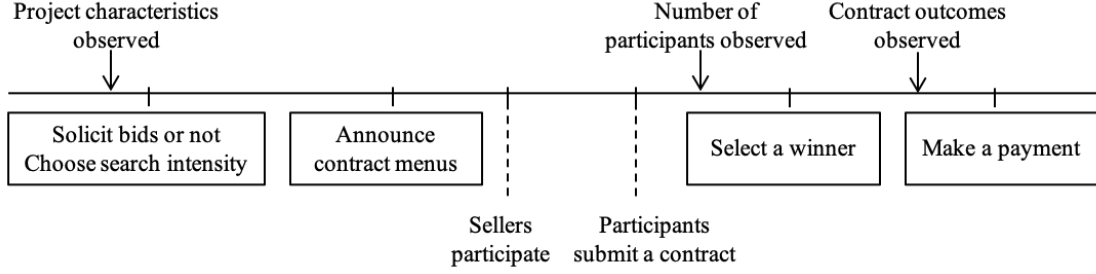 Project characteristics
observed
Number of
participants observed
Contract outcomes
observed
Solicit bids or not
Choose search intensity
Announce
contract menus
Select a winner
Make a payment
Sellers
participate
Participants
submit a contract